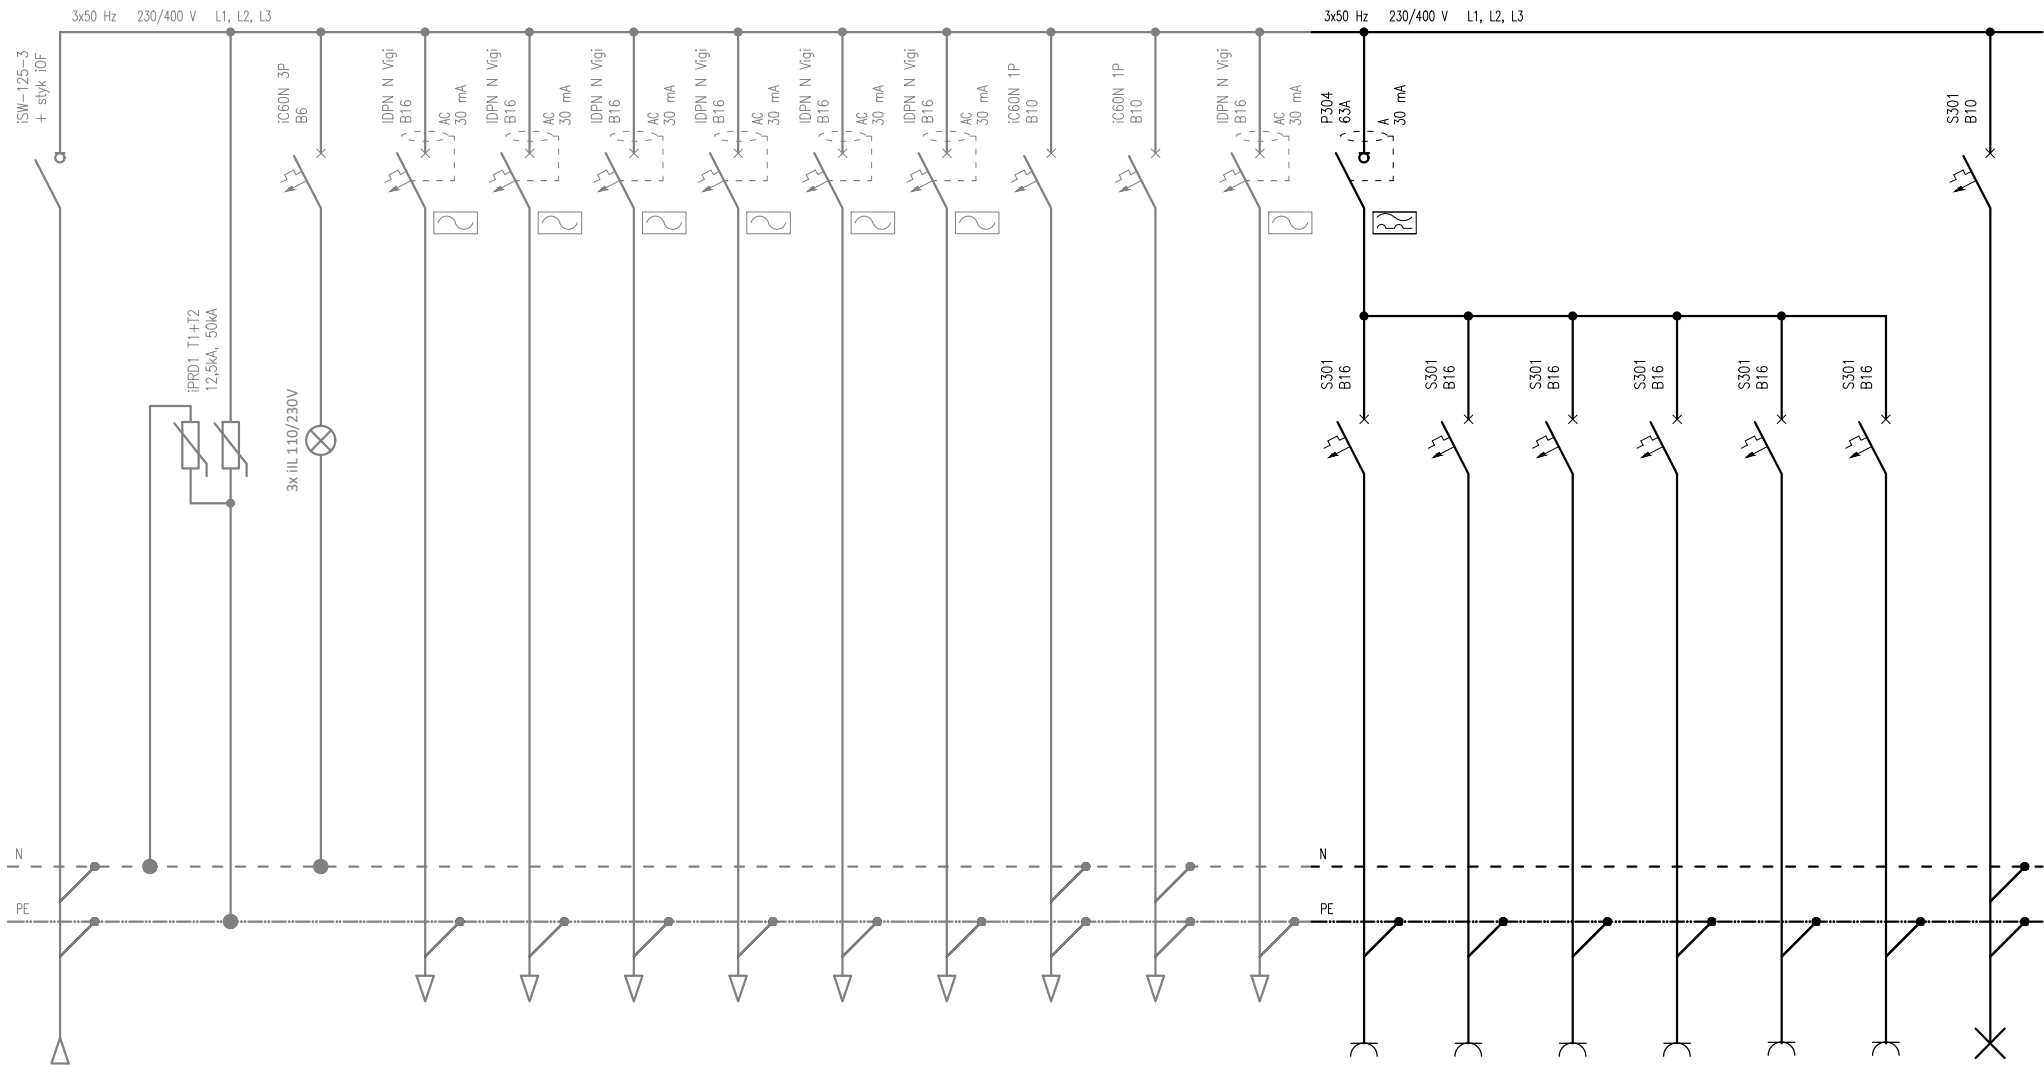 3x50 Hz 230/400 V L1, L2, L3
3x50 Hz 230/400 V L1, L2, L3
iSW-125-3
+ styk iOF
iC60N 3P
B6
IDPN N Vigi
B16
AC
30 mA
IDPN N Vigi
B16
AC
30 mA
IDPN N Vigi
B16
AC
30 mA
IDPN N Vigi
B16
AC
30 mA
IDPN N Vigi
B16
AC
30 mA
IDPN N Vigi
B16
AC
30 mA
iC60N 1P
B10
iC60N 1P
B10
IDPN N Vigi
B16
AC
30 mA
P304
63A
A
30 mA
S301
B10
iPRD1 T1+T2
12,5kA, 50kA
3x iIL 110/230V
S301
B16
S301
B16
S301
B16
S301
B16
S301
B16
S301
B16
N
N
PE
PE